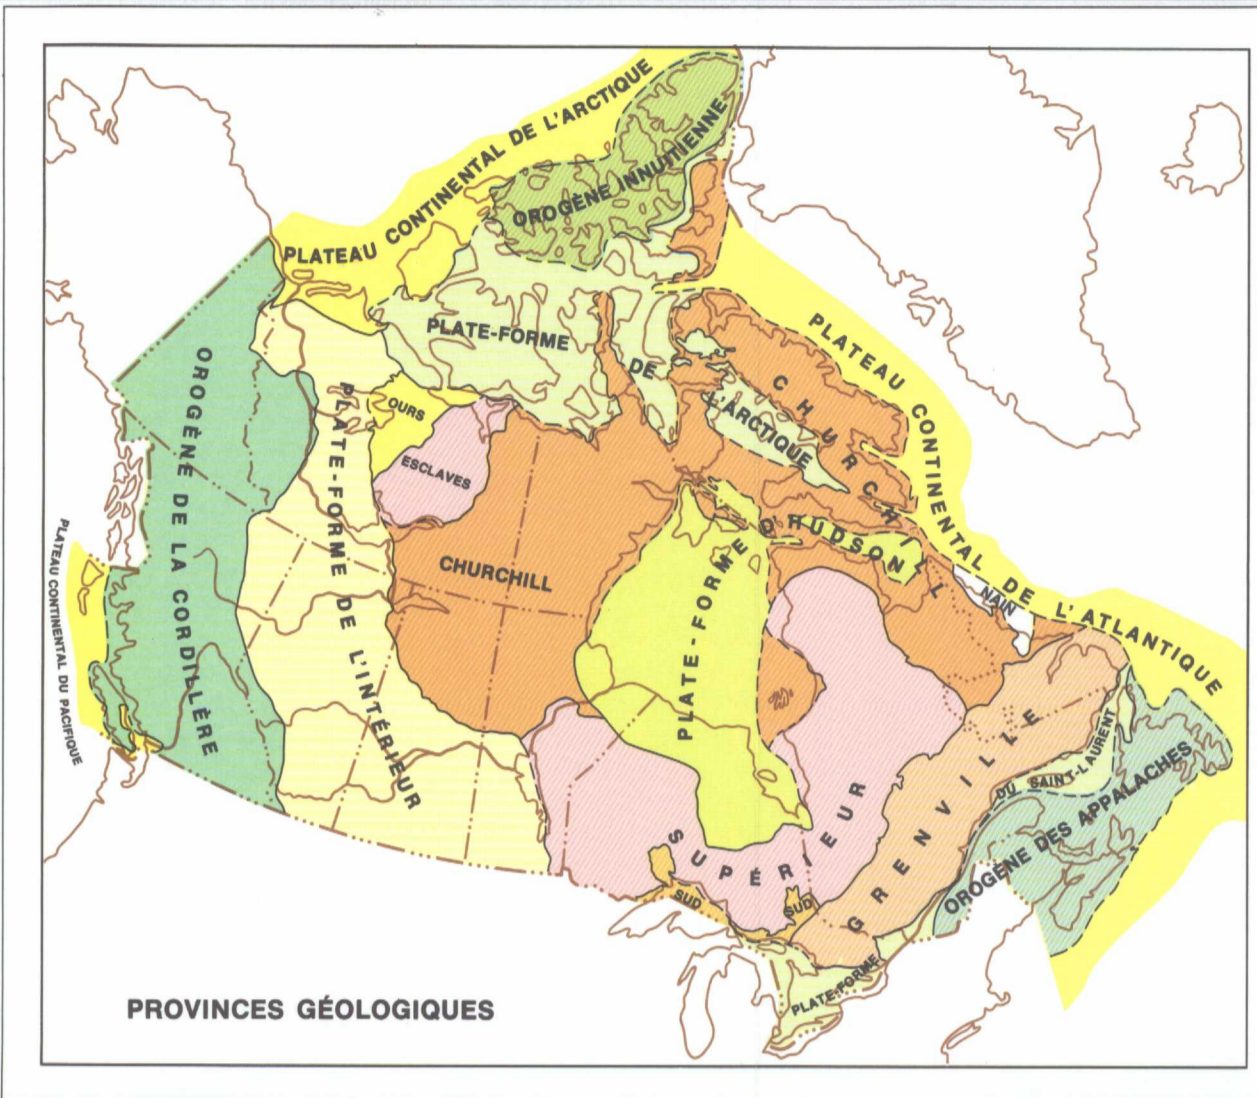 PLATEAU CONTINENTAL DE L'ARCTIQUE
OROGÈNE INNUITIENNE
PLATE-FORME DE L'ARCTIQUE
OROGÈNE DE LA CORDILLÈRE
PLATE-FORME DE L'INTÉRIEUR
OURS
ESCLAVES
CHURCHILL
CHURCHILL
PLATEAU CONTINENTAL DE L'ATLANTIQUE
PLATE-FORME D'HUDSON
NAIN
PLATEAU CONTINENTAL DU PACIFIQUE
SUPÉRIEUR
GRENVILLE
SUD
SUD
PLATE-FORME DU SAINT-LAURENT
OROGÈNE DES APPALACHES
PROVINCES GÉOLOGIQUES